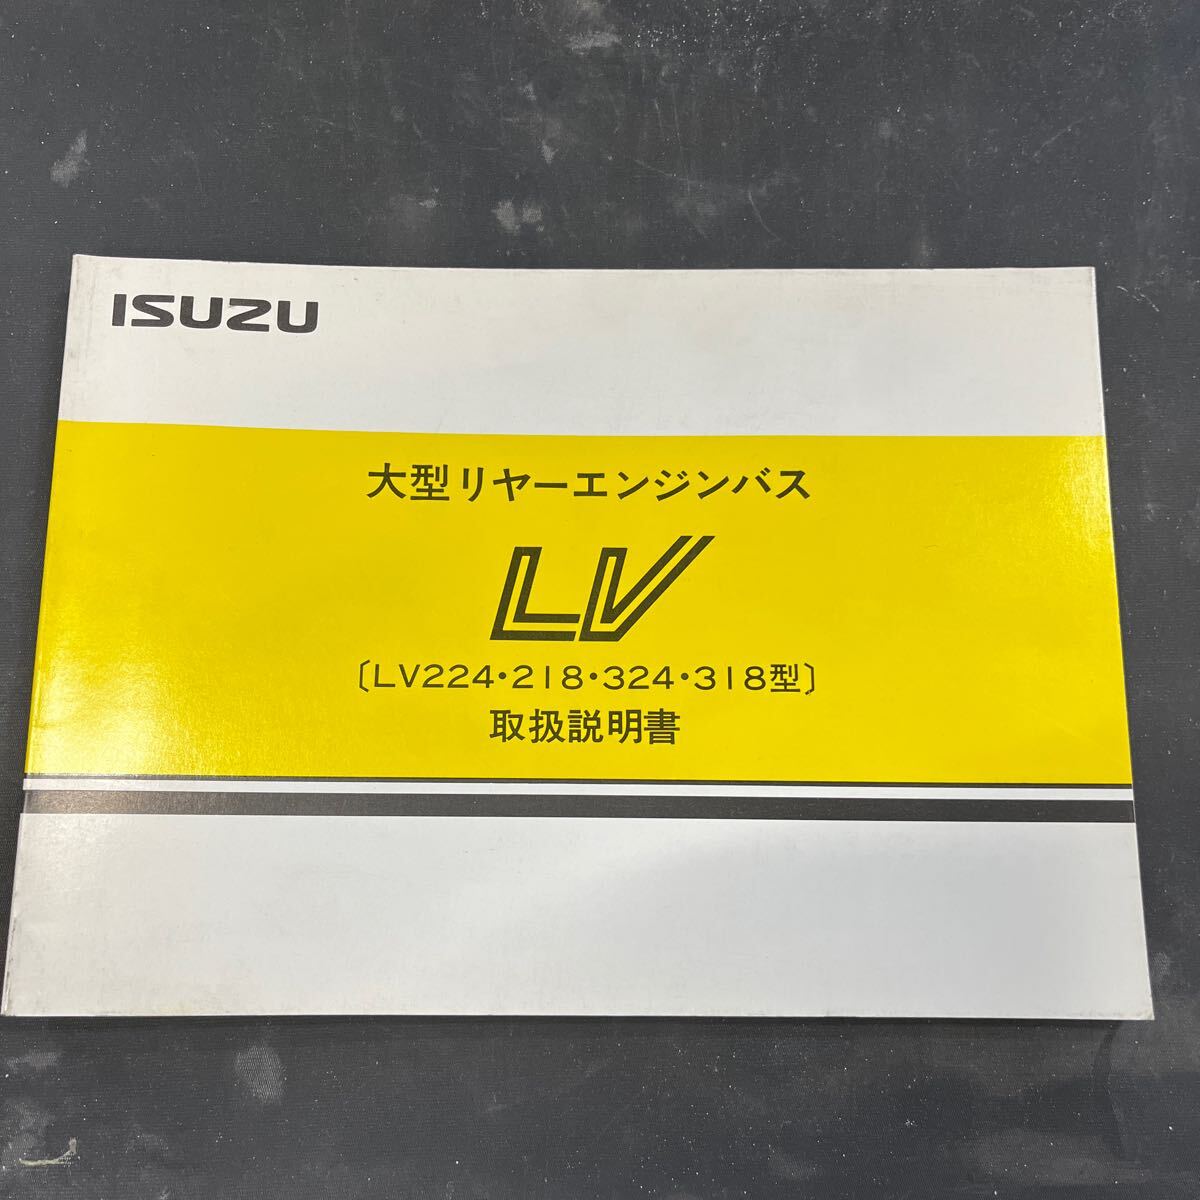 ISUZU
大型リヤーエンジンバス
LV
〔LV224・218・324・318型〕
取扱説明書